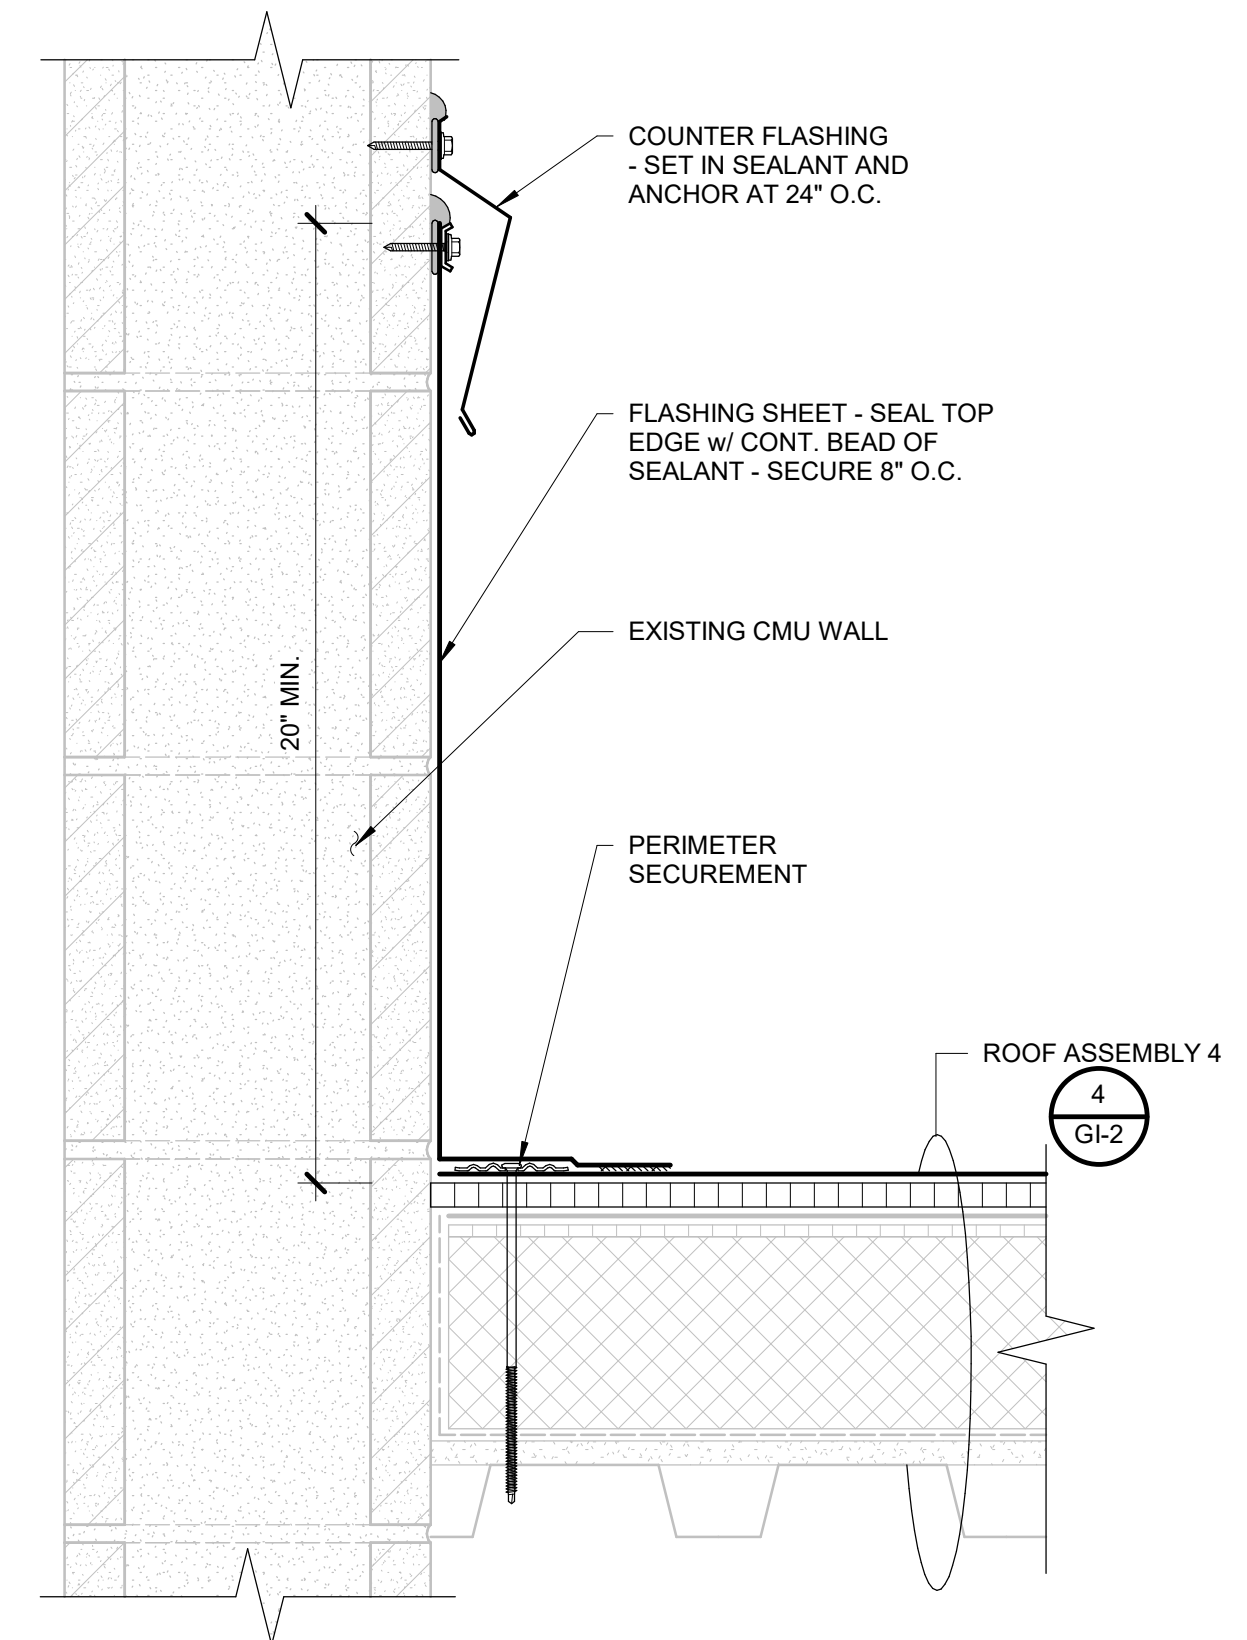 COUNTER FLASHING
- SET IN SEALANT AND
ANCHOR AT 24" O.C.
FLASHING SHEET - SEAL TOP
EDGE w/ CONT. BEAD OF
SEALANT - SECURE 8" O.C.
EXISTING CMU WALL
20" MIN.
PERIMETER
SECUREMENT
ROOF ASSEMBLY 4
4
GI-2